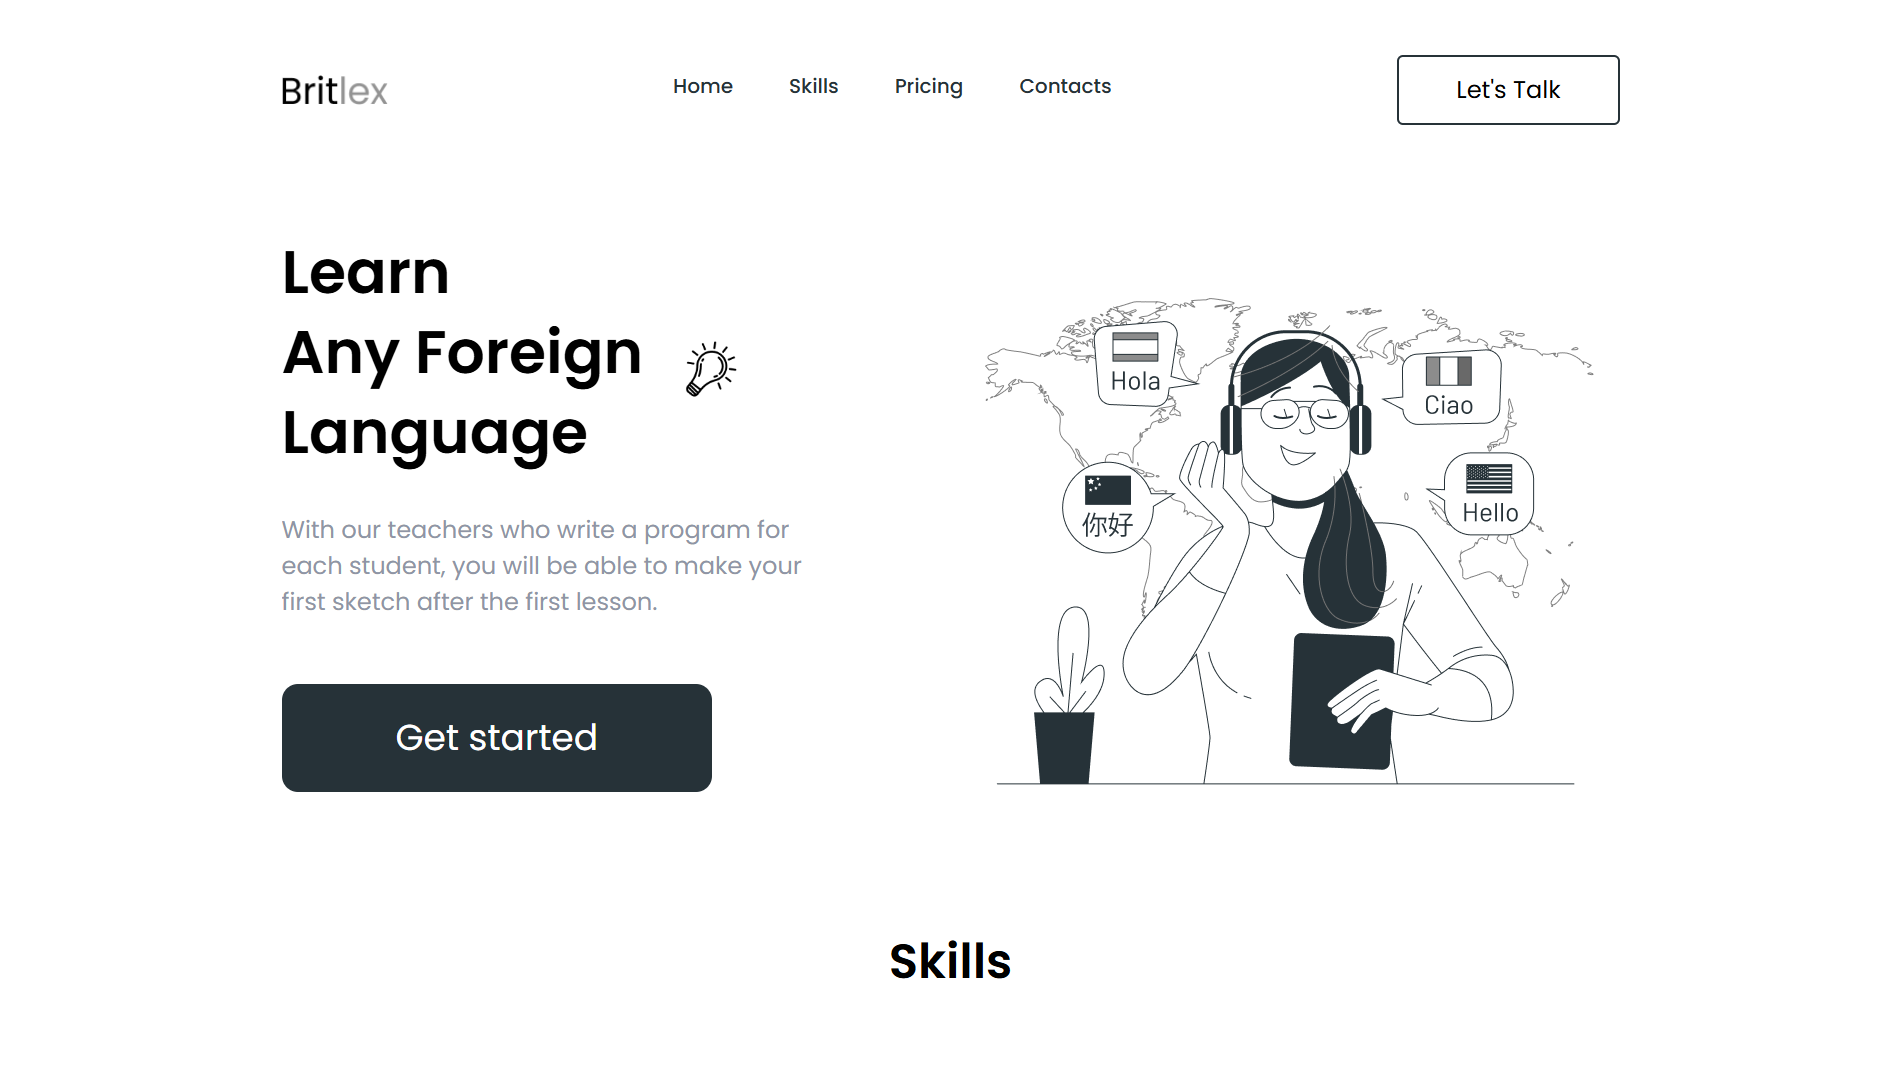 Britlex
Home Skills Pricing Contacts
Let's Talk
Learn
Any Foreign
Language
With our teachers who write a program for
each student, you will be able to make your
first sketch after the first lesson.
Get started
Hola
Ciao
你好
Hello
Skills